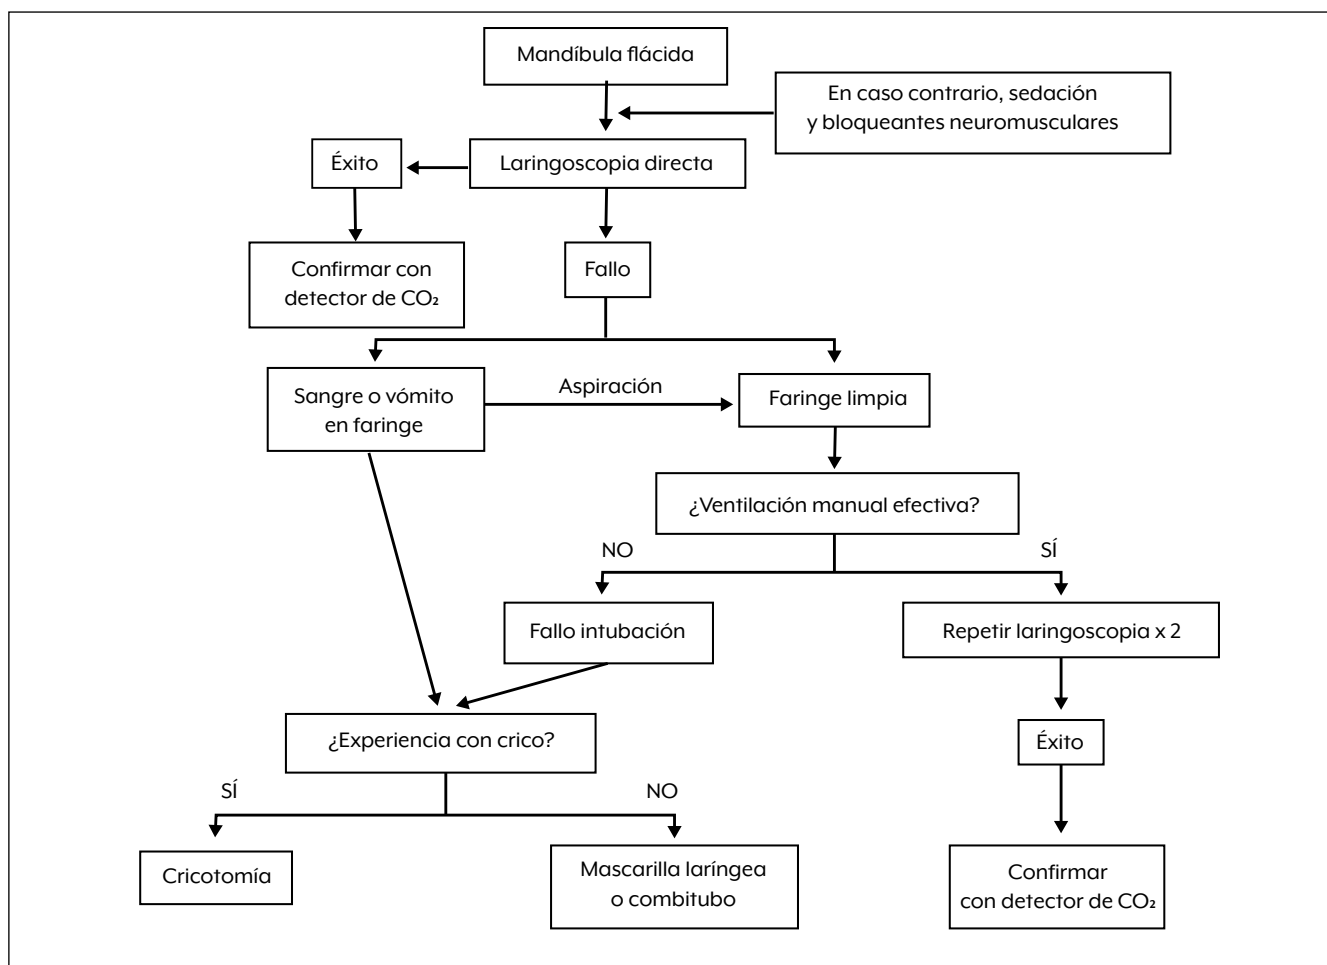 Mandíbula flácida
En caso contrario, sedación
y bloqueantes neuromusculares
Éxito
Laringoscopia directa
Confirmar con
detector de CO₂
Fallo
Sangre o vómito
en faringe
Aspiración
Faringe limpia
¿Ventilación manual efectiva?
NO
SÍ
Fallo intubación
Repetir laringoscopia x 2
¿Experiencia con crico?
Éxito
SÍ
NO
Cricotomía
Mascarilla laríngea
o combitubo
Confirmar
con detector de CO₂